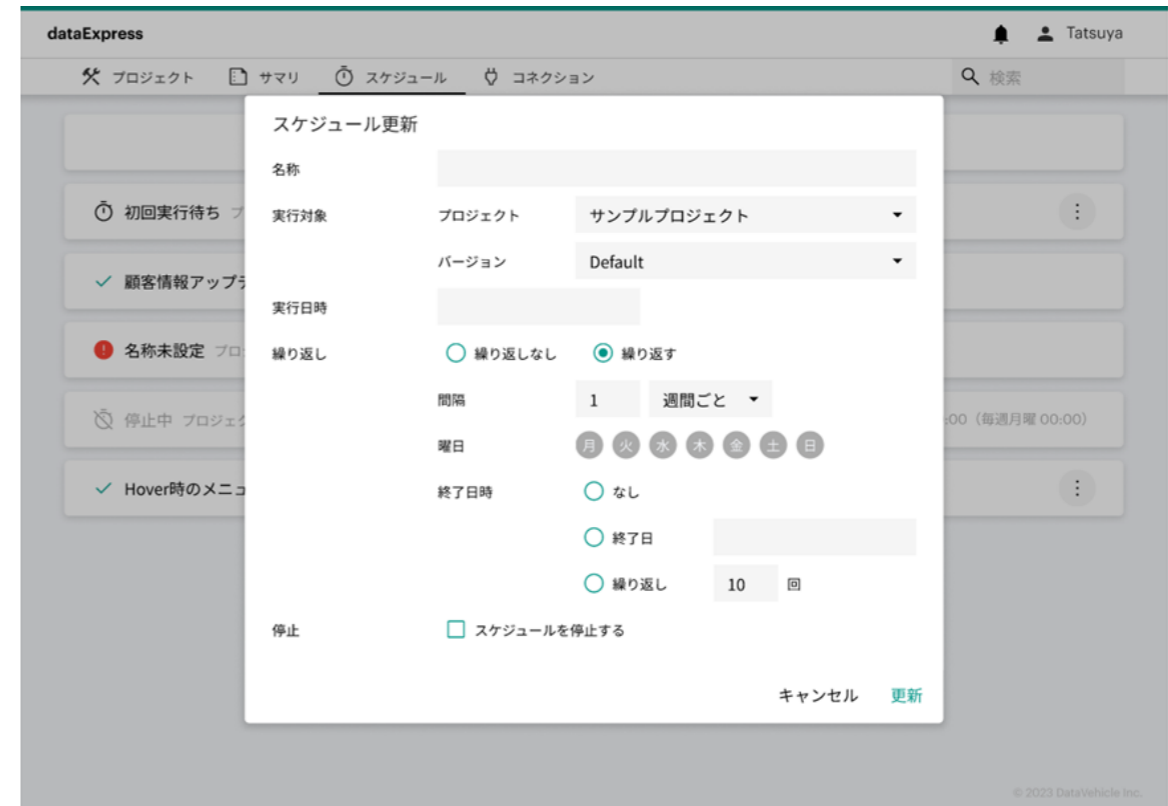 dataExpress
Tatsuya
プロジェクト サマリ スケジュール コネクション 検索
スケジュール更新
名称
初回実行待ち
実行対象 プロジェクト サンプルプロジェクト
バージョン Default
顧客情報アップデ
実行日時
名称未設定 プロ
繰り返し 繰り返しなし 繰り返す
間隔 1 週間ごと
停止中 プロジェク
:00（毎週月曜 00:00）
曜日 月 火 水 木 金 土 日
Hover時のメニュ
終了日時 なし
終了日
繰り返し 10 回
停止 スケジュールを停止する
キャンセル 更新
© 2023 DataVehicle Inc.